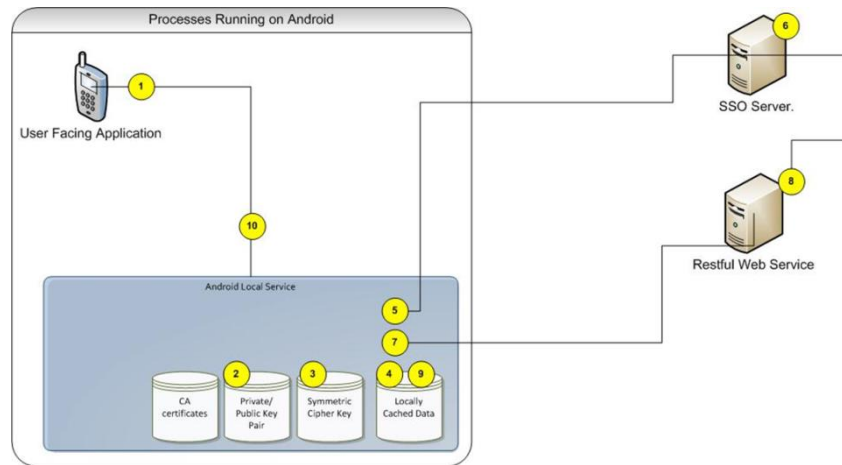 Processes Running on Android
6
1
SSO Server.
User Facing Application
8
10
Restful Web Service
Android Local Service
5
7
2
3
4
9
CA
certificates
Private/
Public Key
Pair
Symmetric
Cipher Key
Locally
Cached Data